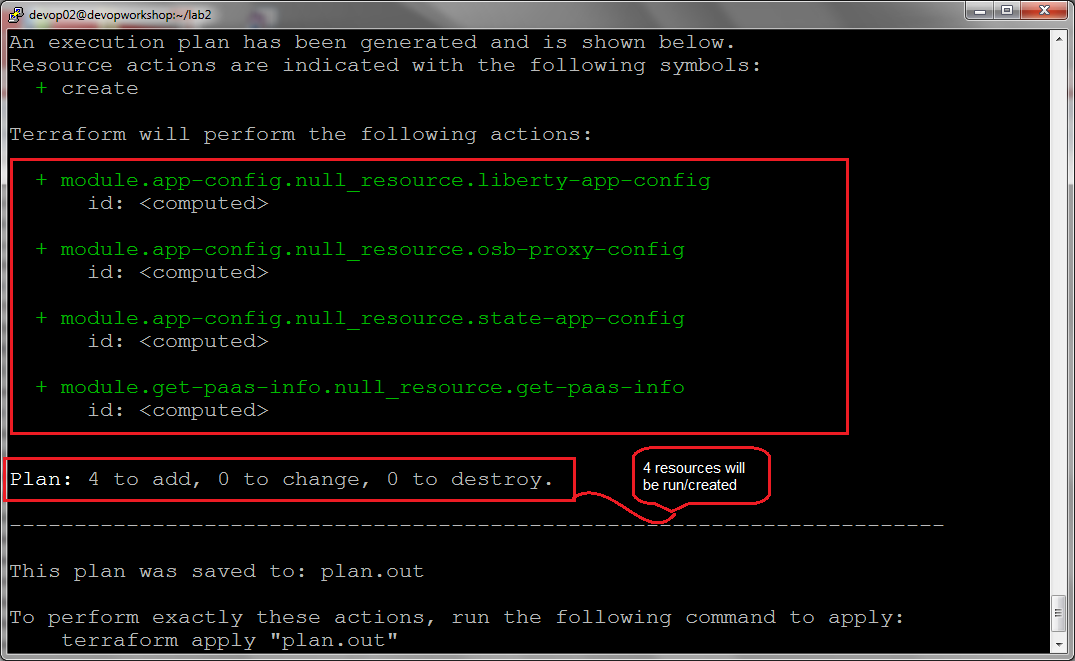 devop02@devopworkshop:~/lab2
An execution plan has been generated and is shown below.
Resource actions are indicated with the following symbols:
  + create
Terraform will perform the following actions:
  + module.app-config.null_resource.liberty-app-config
      id: <computed>
  + module.app-config.null_resource.osb-proxy-config
      id: <computed>
  + module.app-config.null_resource.state-app-config
      id: <computed>
  + module.get-paas-info.null_resource.get-paas-info
      id: <computed>
Plan: 4 to add, 0 to change, 0 to destroy.
4 resources will
be run/created
------------------------------------------------------------------------
This plan was saved to: plan.out
To perform exactly these actions, run the following command to apply:
    terraform apply "plan.out"